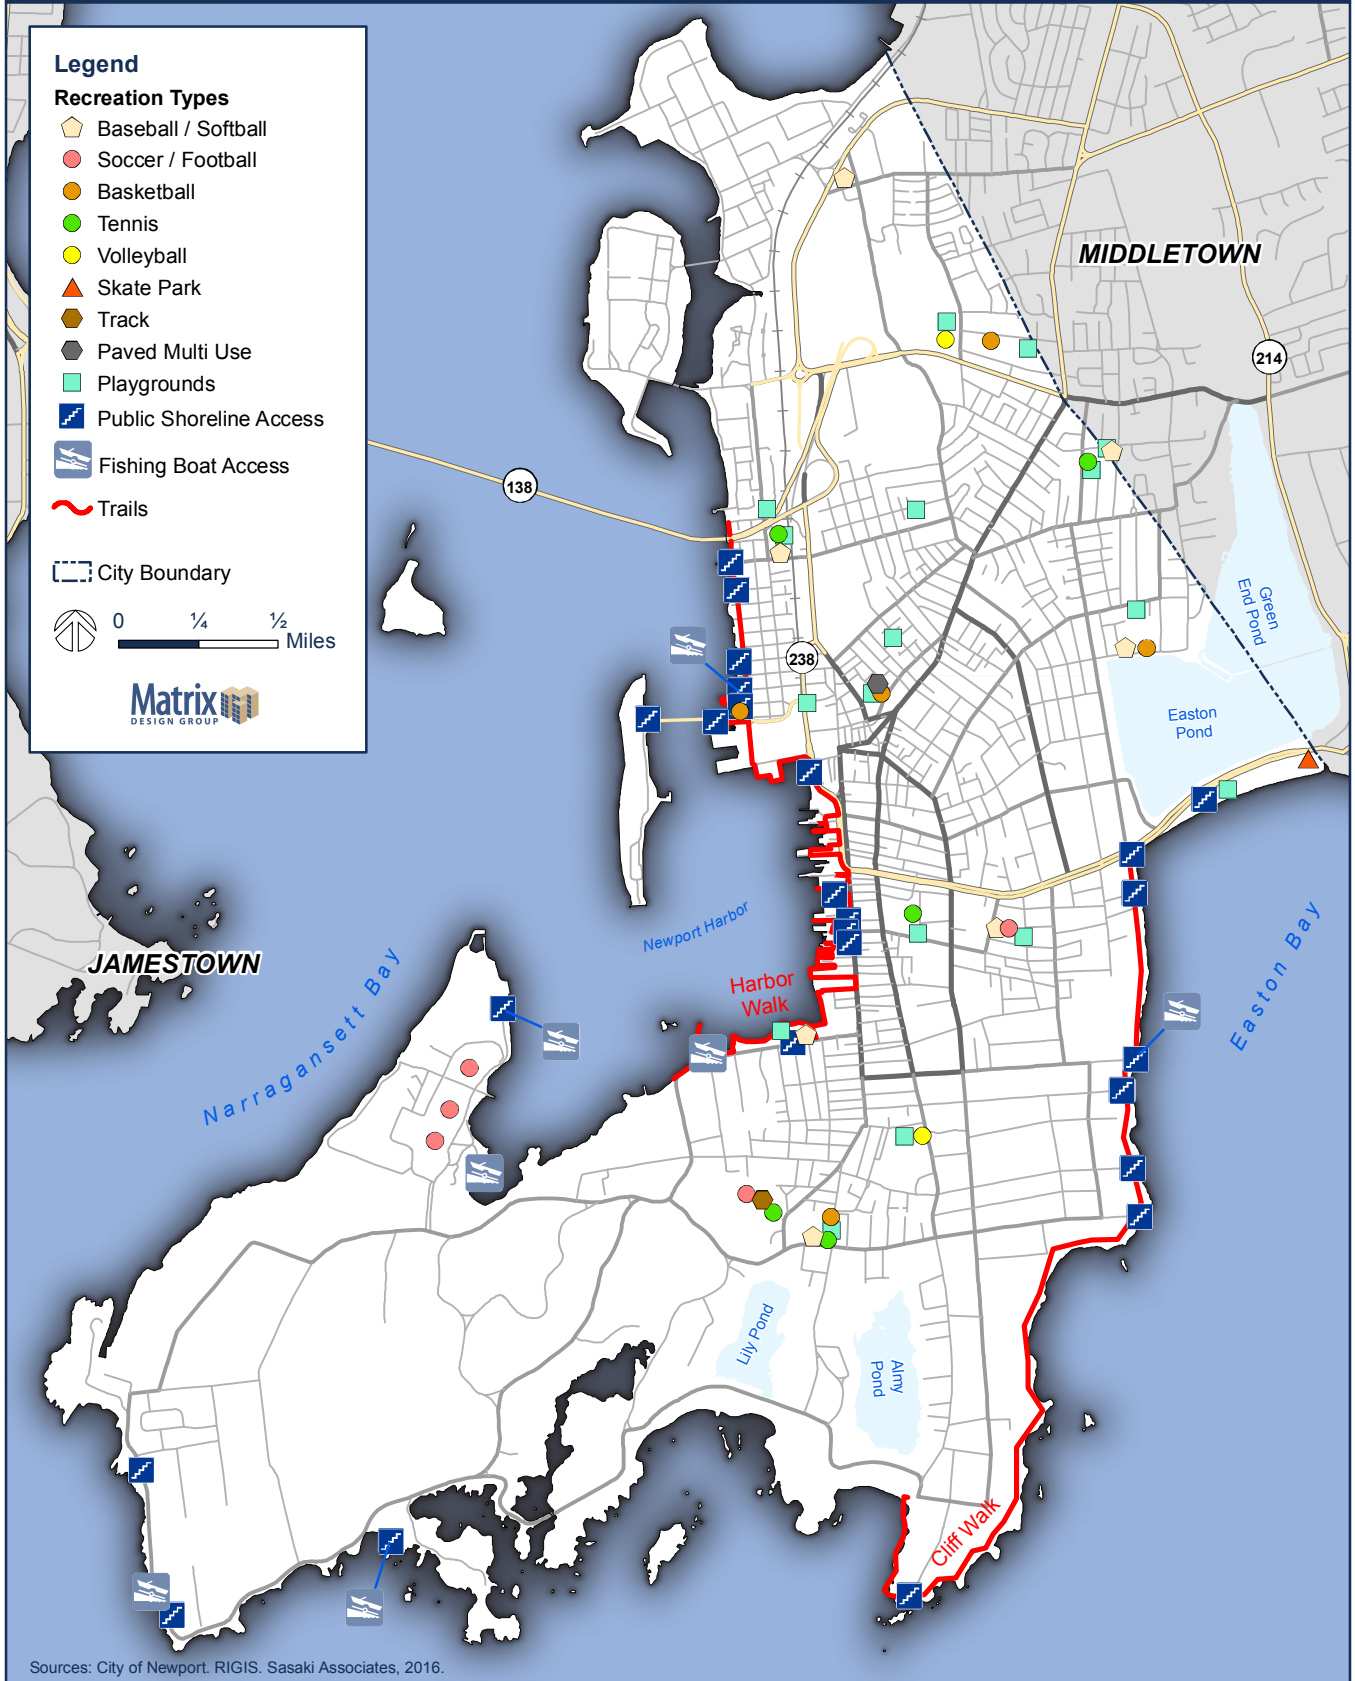 Legend
Recreation Types
Baseball / Softball
Soccer / Football
Basketball
Tennis
Volleyball
Skate Park
Track
Paved Multi Use
Playgrounds
Public Shoreline Access
Fishing Boat Access
Trails
City Boundary
0 ¼ ½
Miles
Matrix
DESIGN GROUP
MIDDLETOWN
214
138
Green
End Pond
238
Easton
Pond
Newport Harbor
JAMESTOWN
Narragansett Bay
Harbor
Walk
Easton Bay
Lily Pond
Almy
Pond
Cliff Walk
Sources: City of Newport. RIGIS. Sasaki Associates, 2016.